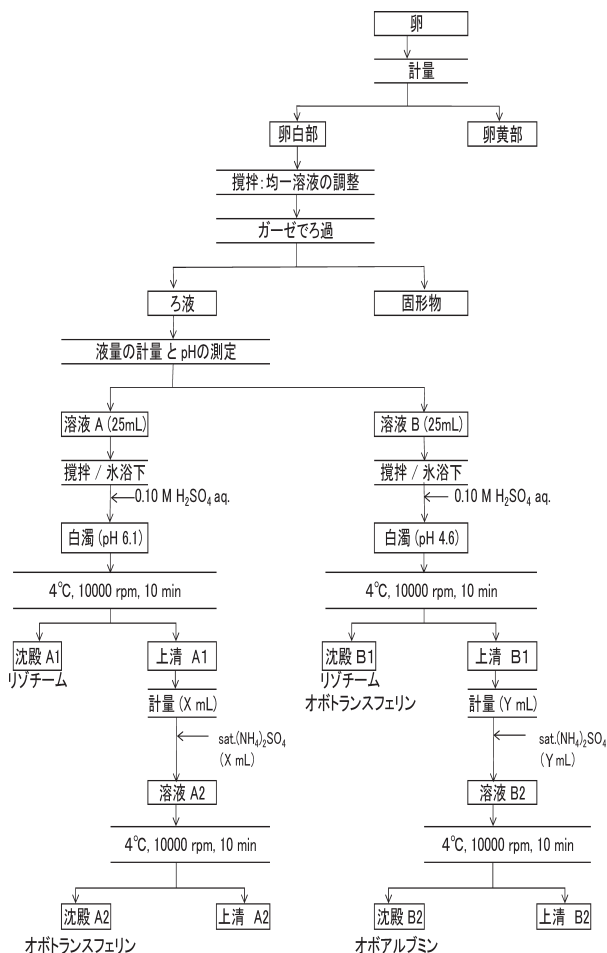 卵
計量
卵白部
卵黄部
撹拌：均一溶液の調整
ガーゼでろ過
ろ液
固形物
液量の計量 と pHの測定
溶液 A (25mL)
溶液 B (25mL)
撹拌 / 氷浴下
撹拌 / 氷浴下
0.10 M H₂SO₄ aq.
0.10 M H₂SO₄ aq.
白濁 (pH 6.1)
白濁 (pH 4.6)
4℃, 10000 rpm, 10 min
4℃, 10000 rpm, 10 min
沈殿 A1
リゾチーム
上清 A1
沈殿 B1
リゾチーム
オボトランスフェリン
上清 B1
計量 (X mL)
計量 (Y mL)
sat.(NH₄)₂SO₄
(X mL)
sat.(NH₄)₂SO₄
(Y mL)
溶液 A2
溶液 B2
4℃, 10000 rpm, 10 min
4℃, 10000 rpm, 10 min
沈殿 A2
オボトランスフェリン
上清 A2
沈殿 B2
オボアルブミン
上清 B2